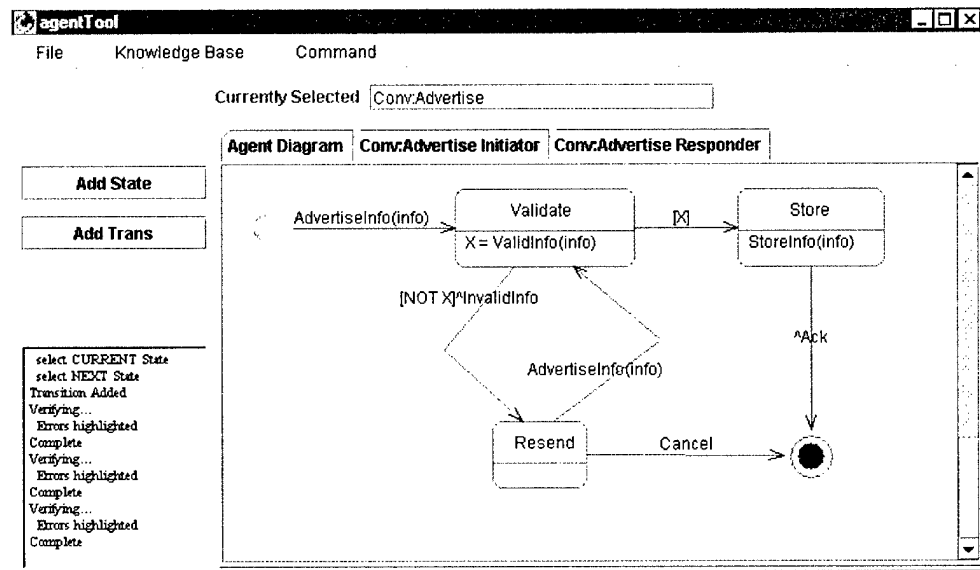 agentTool
File Knowledge Base Command
Currently Selected Conv:Advertise
Agent Diagram Conv:Advertise Initiator Conv:Advertise Responder
Add State
Add Trans
AdvertiseInfo(info)
Validate
X = ValidInfo(info)
[X]
Store
StoreInfo(info)
[NOT X]^InvalidInfo
AdvertiseInfo(info)
^Ack
Resend
Cancel
select CURRENT State
select NEXT State
Transition Added
Verifying...
Errors highlighted
Complete
Verifying...
Errors highlighted
Complete
Verifying...
Errors highlighted
Complete